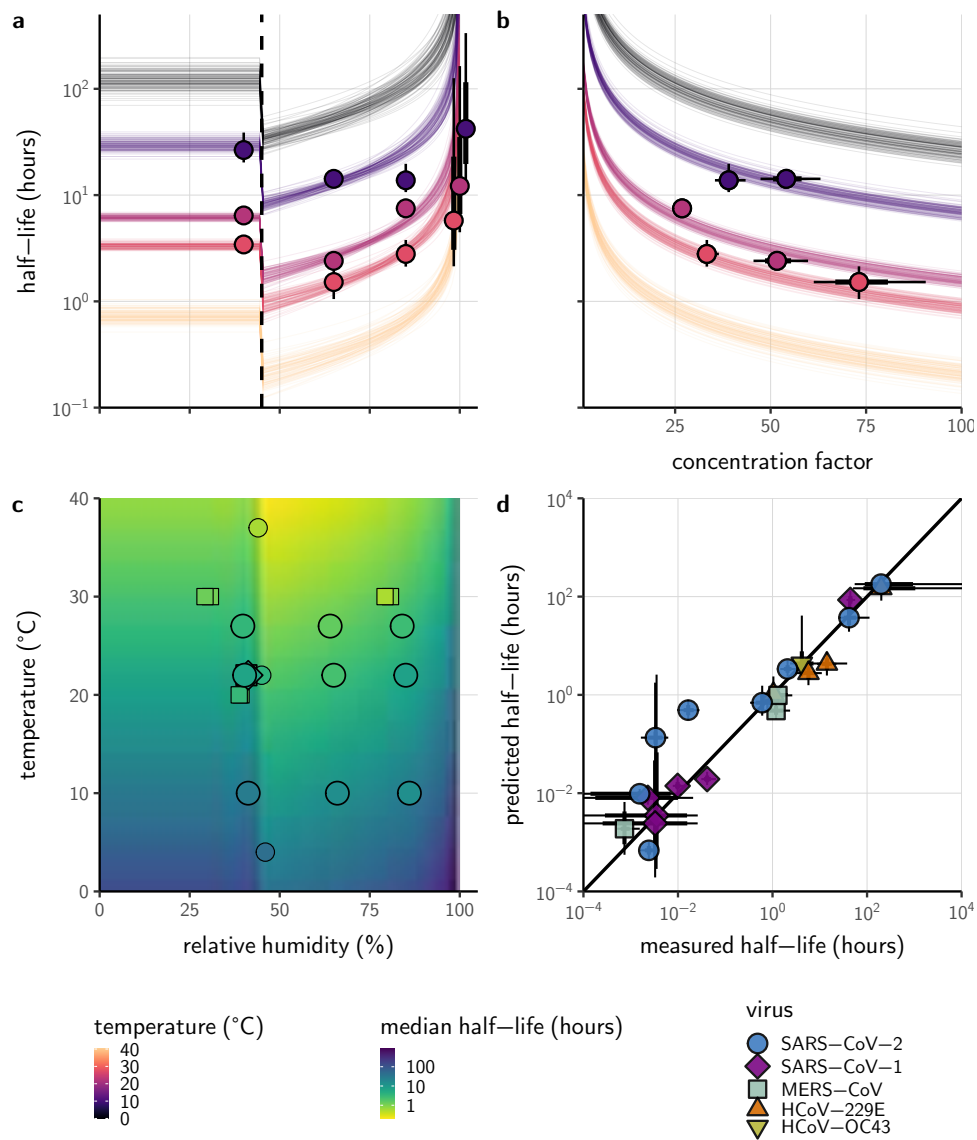 a
b
half−life (hours)
10²
10¹
10⁰
10⁻¹
25
50
75
100
concentration factor
c
d
temperature (°C)
40
30
20
10
0
0
25
50
75
100
relative humidity (%)
predicted half−life (hours)
10⁴
10²
10⁰
10⁻²
10⁻⁴
10⁻⁴
10⁻²
10⁰
10²
10⁴
measured half−life (hours)
temperature (°C)
40
30
20
10
0
median half−life (hours)
100
10
1
virus
SARS−CoV−2
SARS−CoV−1
MERS−CoV
HCoV−229E
HCoV−OC43